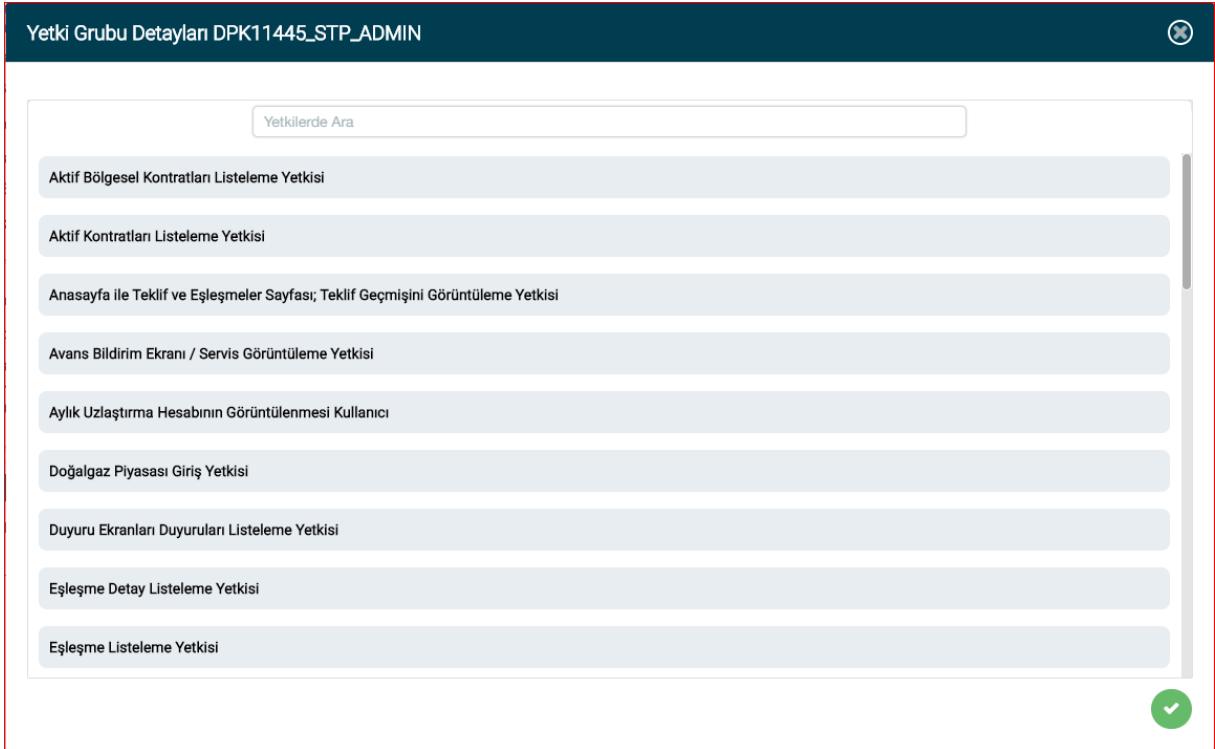 Yetki Grubu Detayları DPK11445_STP_ADMIN
Yetkilerde Ara
Aktif Bölgesel Kontratları Listeleme Yetkisi
Aktif Kontratları Listeleme Yetkisi
Anasayfa ile Teklif ve Eşleşmeler Sayfası; Teklif Geçmişini Görüntüleme Yetkisi
Avans Bildirim Ekranı / Servis Görüntüleme Yetkisi
Aylık Uzlaştırma Hesabının Görüntülenmesi Kullanıcı
Doğalgaz Piyasası Giriş Yetkisi
Duyuru Ekranları Duyuruları Listeleme Yetkisi
Eşleşme Detay Listeleme Yetkisi
Eşleşme Listeleme Yetkisi